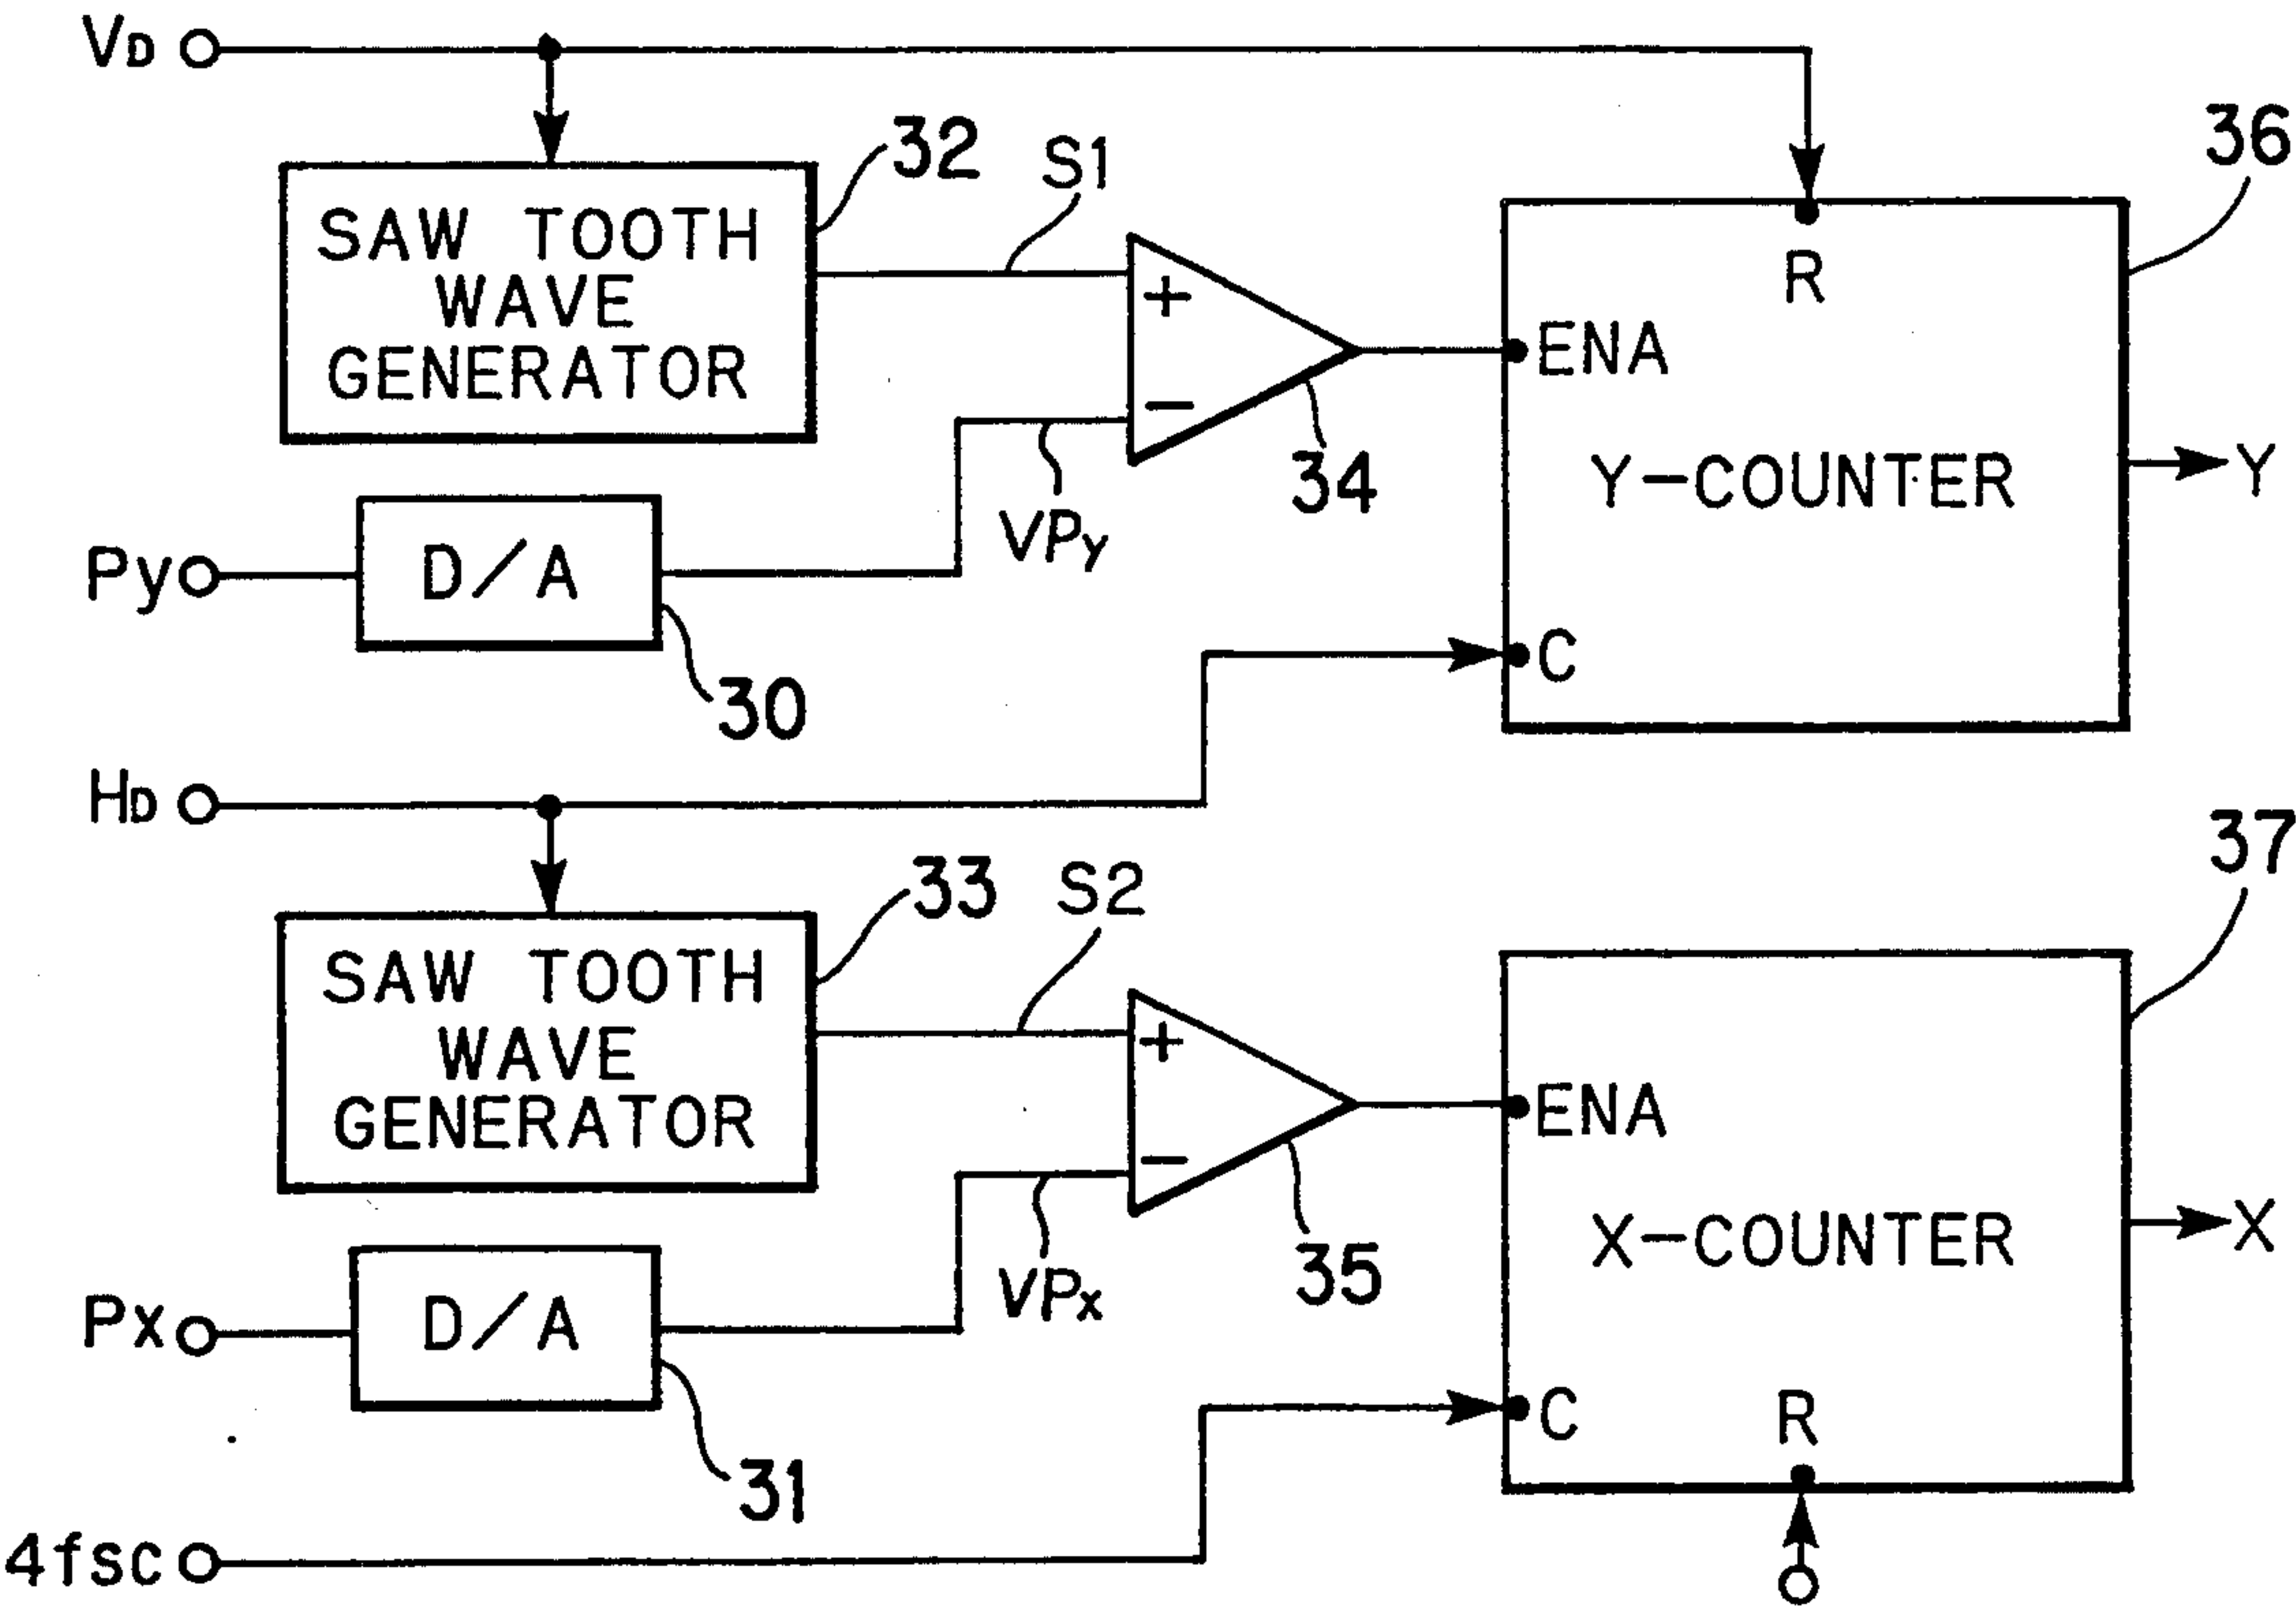 VD
32
S1
36
SAW TOOTH
WAVE
GENERATOR
+
R
ENA
−
34
Y-COUNTER
Y
Py
D/A
VPy
30
C
HD
37
33
S2
SAW TOOTH
WAVE
GENERATOR
+
ENA
−
35
X-COUNTER
X
Px
D/A
VPx
31
C
R
4fsc